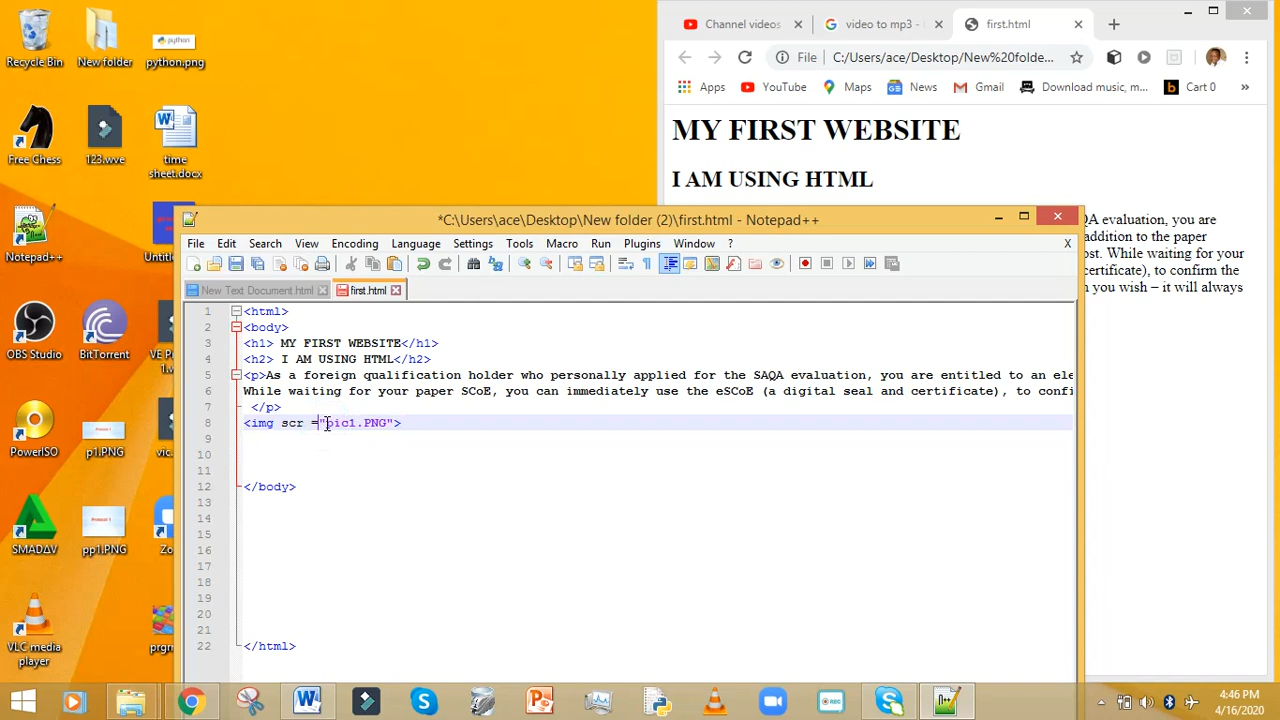 Recycle Bin
New folder
python
python.png
Free Chess
123.wve
time
sheet.docx
Notepad++
OBS Studio
BitTorrent
VE P
PowerISO
p1.PNG
vic.
SMADAV
Protocol 1
pp1.PNG
Zo
VLC media
player
prgr
Channel videos
video to mp3 -
first.html
File
C:/Users/ace/Desktop/New%20folde...
Apps
YouTube
Maps
News
Gmail
Download music, m...
b
Cart 0
»
MY FIRST WEBSITE
I AM USING HTML
QA evaluation, you are
addition to the paper
ost. While waiting for your
certificate), to confirm the
n you wish – it will always
*C:\Users\ace\Desktop\New folder (2)\first.html - Notepad++
File Edit Search View Encoding Language Settings Tools Macro Run Plugins Window ? X
New Text Document.html
first.html
1 <html>
2 <body>
3 <h1> MY FIRST WEBSITE</h1>
4 <h2> I AM USING HTML</h2>
5 <p>As a foreign qualification holder who personally applied for the SAQA evaluation, you are entitled to an ele
6 While waiting for your paper SCoE, you can immediately use the eSCoE (a digital seal and certificate), to confi
7 </p>
8 <img scr ="pic1.PNG">
9
10
11
12 </body>
13
14
15
16
17
18
19
20
21
22 </html>
4:46 PM
4/16/2020